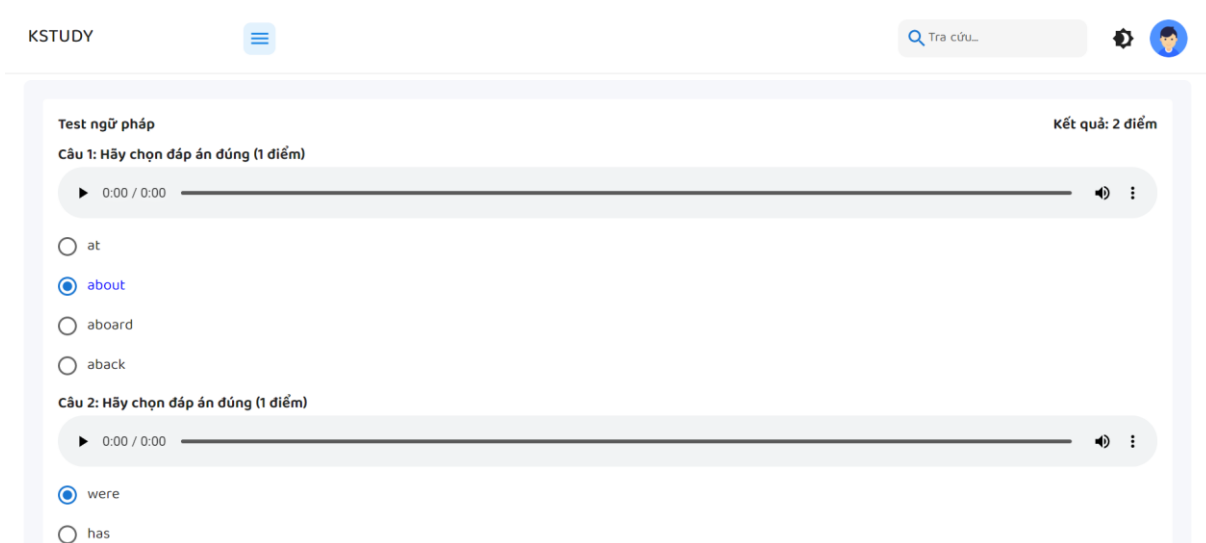 KSTUDY
Tra cứu...
Test ngữ pháp
Kết quả: 2 điểm
Câu 1: Hãy chọn đáp án đúng (1 điểm)
0:00 / 0:00
at
about
aboard
aback
Câu 2: Hãy chọn đáp án đúng (1 điểm)
0:00 / 0:00
were
has